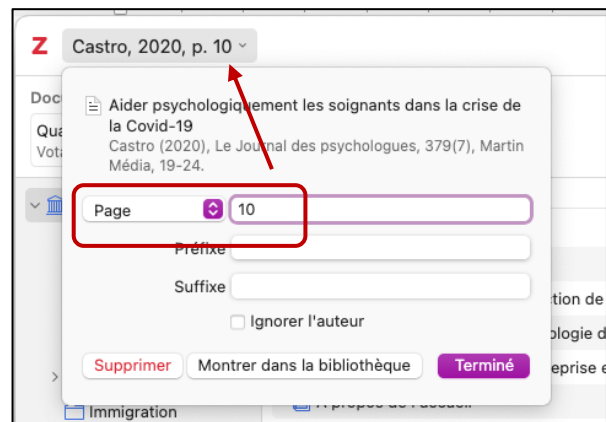 Z Castro, 2020, p. 10
Doc
Aider psychologiquement les soignants dans la crise de
la Covid-19
Qua
Castro (2020), Le Journal des psychologues, 379(7), Martin
Vota
Média, 19-24.
Page 10
Préfixe
Suffixe
tion de
Ignorer l'auteur
ologie d
Supprimer Montrer dans la bibliothèque Terminé
eprise e
Immigration
A propos de l'accueil